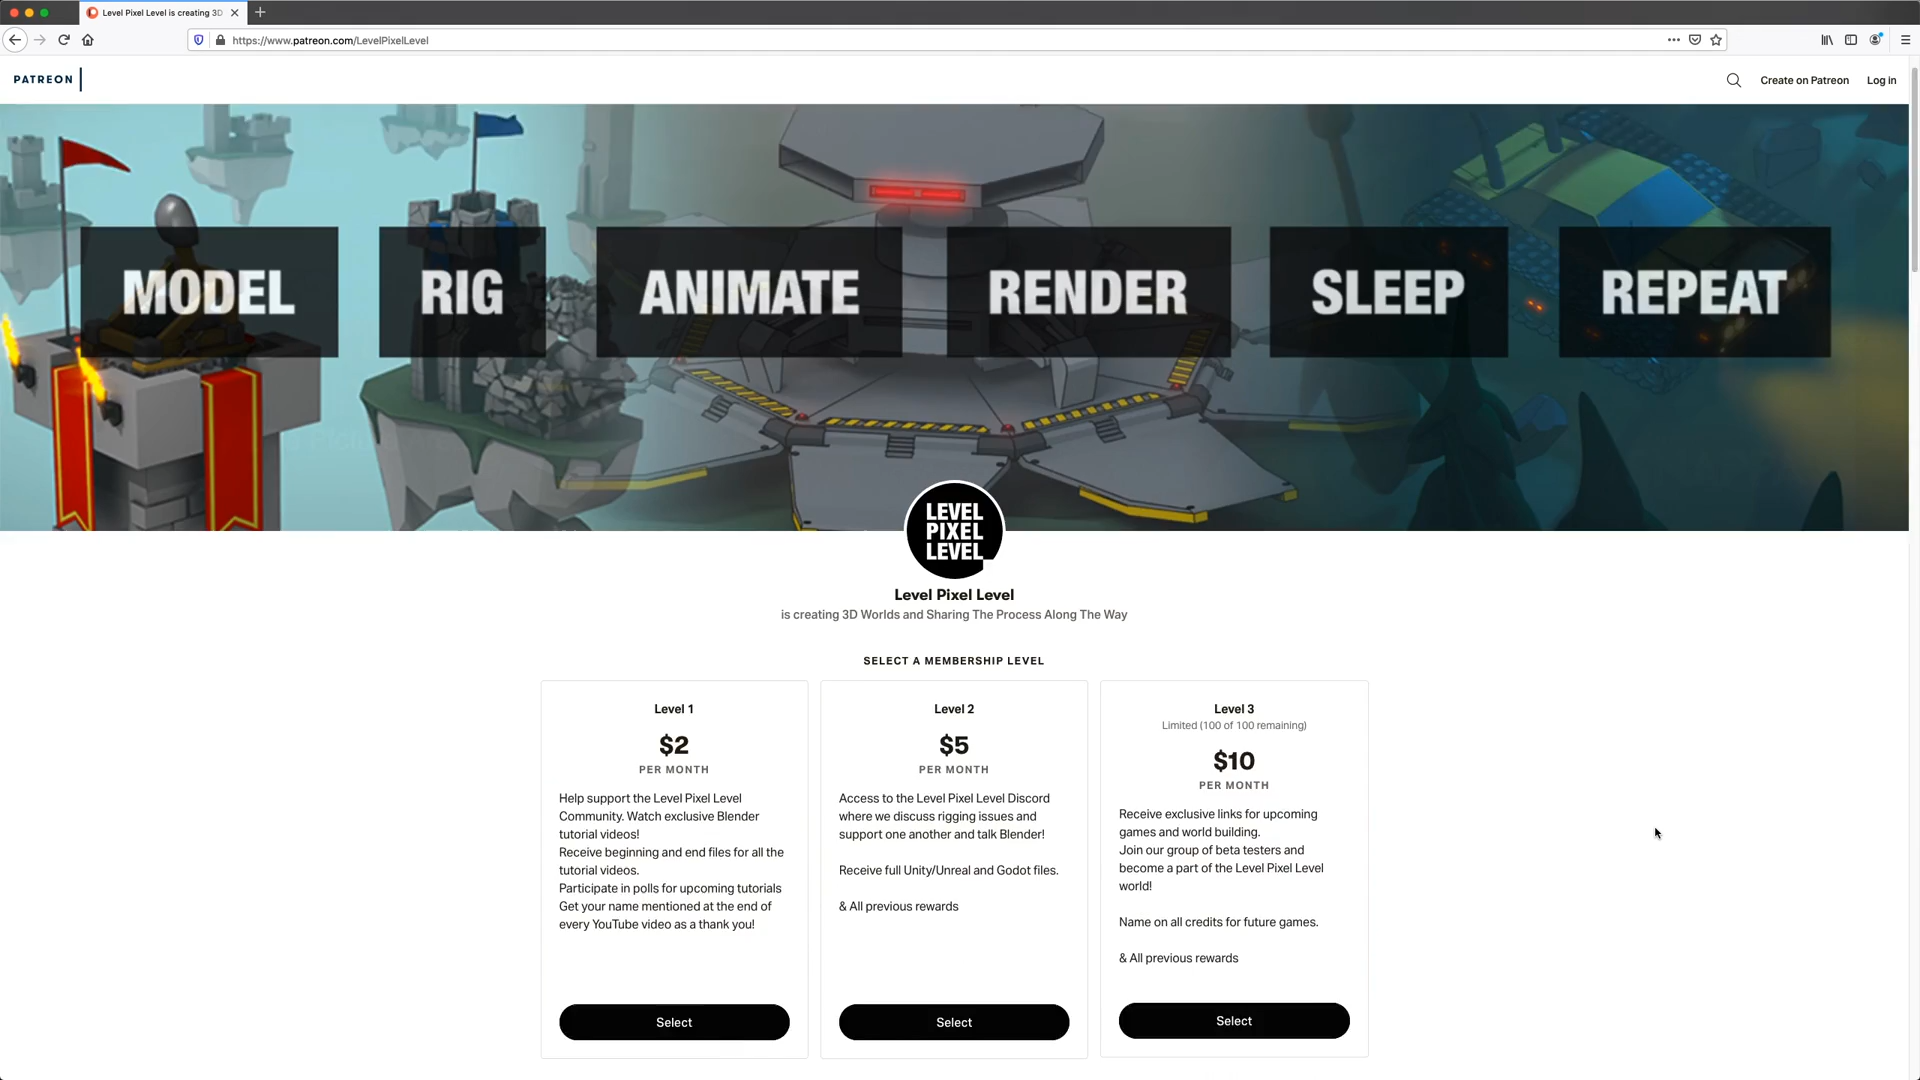 Level Pixel Level is creating 3D
https://www.patreon.com/LevelPixelLevel
PATREON
Create on Patreon
Log in
MODEL
RIG
ANIMATE
RENDER
SLEEP
REPEAT
LEVEL
PIXEL
LEVEL
Level Pixel Level
is creating 3D Worlds and Sharing The Process Along The Way
SELECT A MEMBERSHIP LEVEL
Level 1
$2
PER MONTH
Help support the Level Pixel Level
Community. Watch exclusive Blender
tutorial videos!
Receive beginning and end files for all the
tutorial videos.
Participate in polls for upcoming tutorials
Get your name mentioned at the end of
every YouTube video as a thank you!
Select
Level 2
$5
PER MONTH
Access to the Level Pixel Level Discord
where we discuss rigging issues and
support one another and talk Blender!
Receive full Unity/Unreal and Godot files.
& All previous rewards
Select
Level 3
Limited (100 of 100 remaining)
$10
PER MONTH
Receive exclusive links for upcoming
games and world building.
Join our group of beta testers and
become a part of the Level Pixel Level
world!
Name on all credits for future games.
& All previous rewards
Select